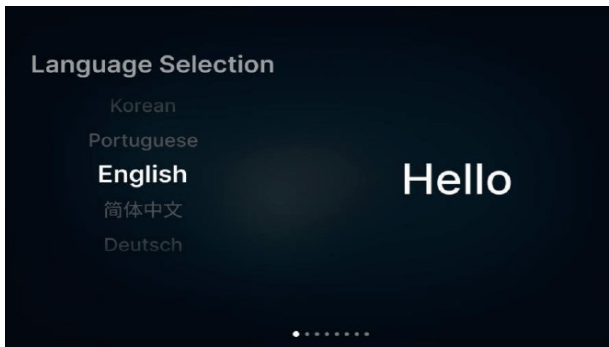 Language Selection
Korean
Portuguese
English
简体中文
Deutsch
Hello